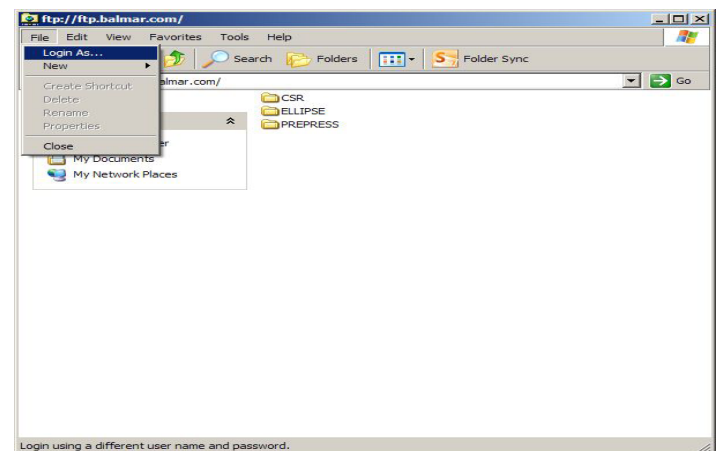 ftp://ftp.balmar.com/
File Edit View Favorites Tools Help
Login As...
New
Create Shortcut
Delete
Rename
Properties
Close
Search Folders Folder Sync
almar.com/ Go
CSR
ELLIPSE
PREPRESS
er
My Documents
My Network Places
Login using a different user name and password.